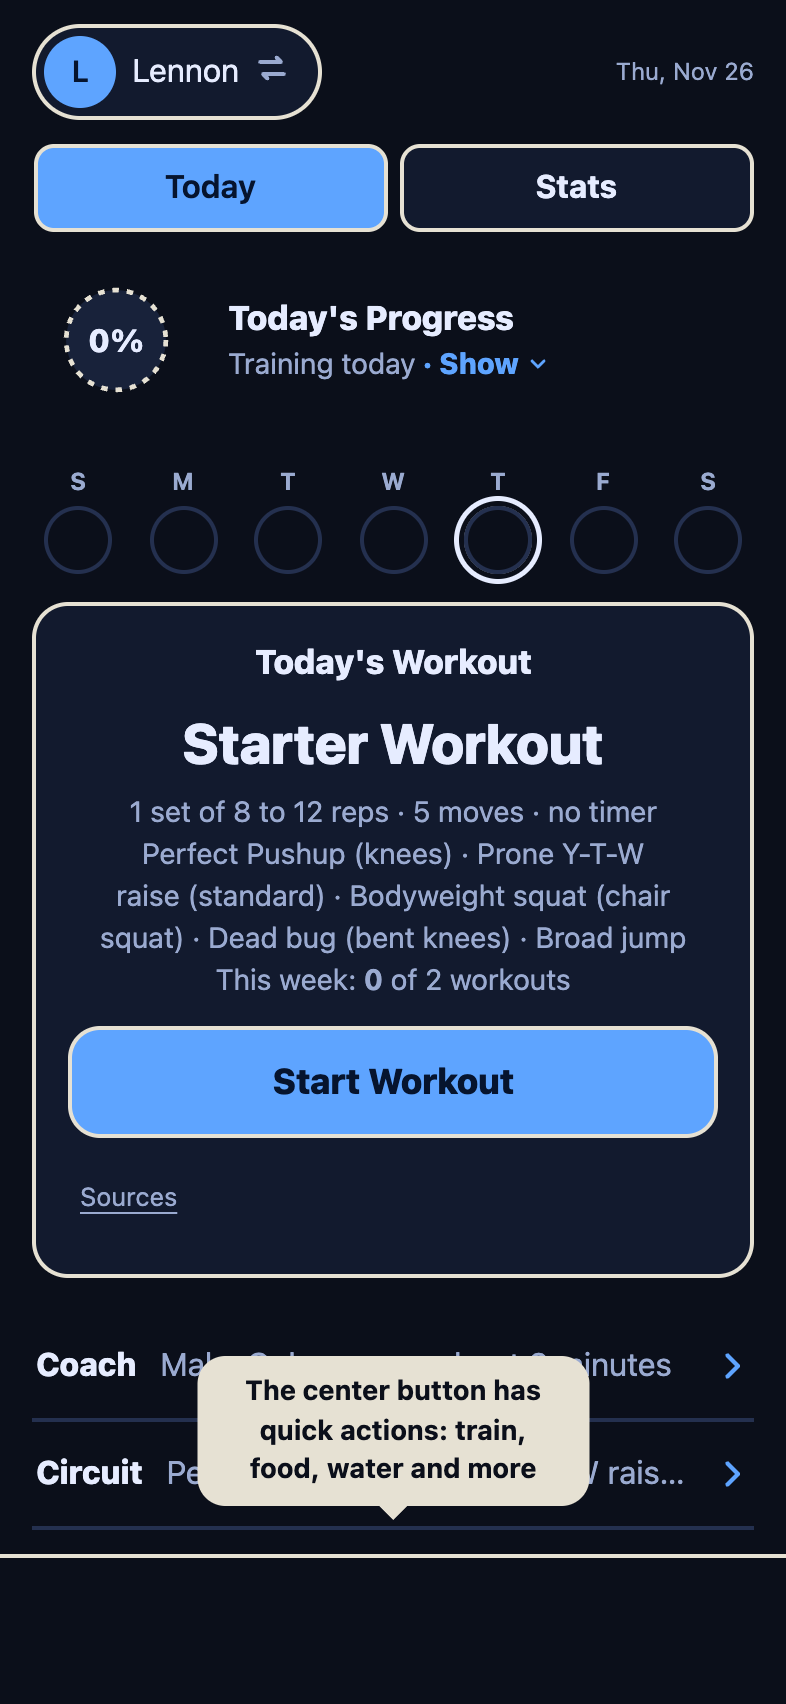 L Lennon
Thu, Nov 26
Today
Stats
0%
Today's Progress
Training today · Show
S M T W T F S
Today's Workout
Starter Workout
1 set of 8 to 12 reps · 5 moves · no timer
Perfect Pushup (knees) · Prone Y-T-W
raise (standard) · Bodyweight squat (chair
squat) · Dead bug (bent knees) · Broad jump
This week: 0 of 2 workouts
Start Workout
Sources
Coach
Circuit
rais...
The center button has
quick actions: train,
food, water and more